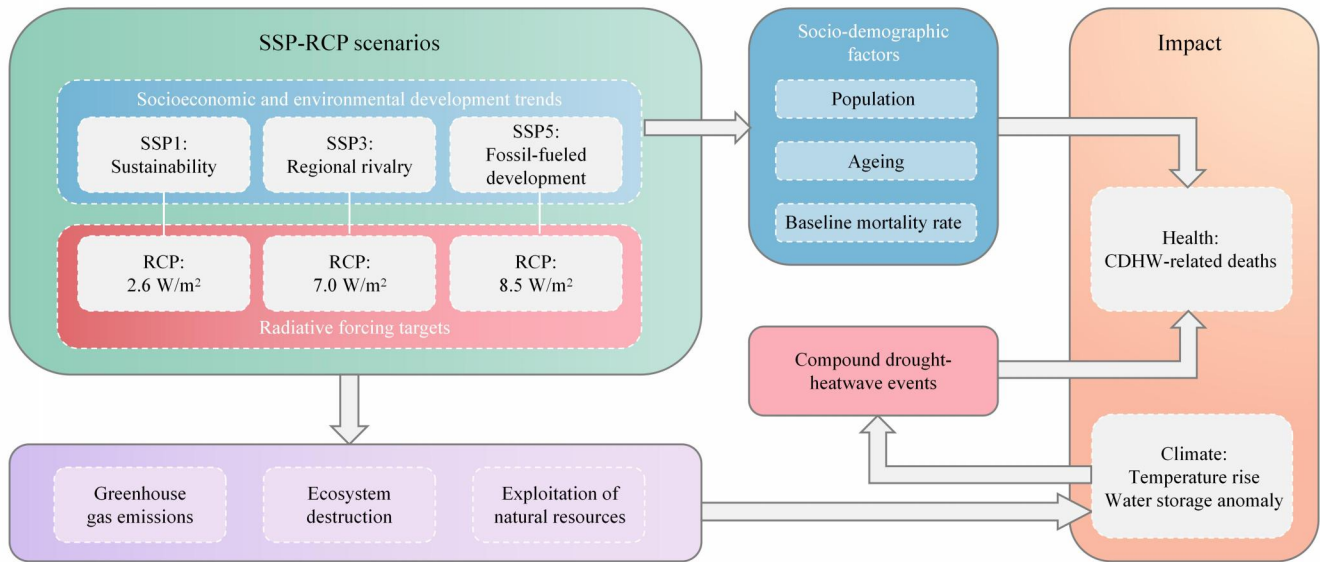 SSP-RCP scenarios
Socioeconomic and environmental development trends
SSP1:
Sustainability
SSP3:
Regional rivalry
SSP5:
Fossil-fueled
development
RCP:
2.6 W/m²
RCP:
7.0 W/m²
RCP:
8.5 W/m²
Radiative forcing targets
Socio-demographic
factors
Population
Ageing
Baseline mortality rate
Impact
Health:
CDHW-related deaths
Compound drought-
heatwave events
Climate:
Temperature rise
Water storage anomaly
Greenhouse
gas emissions
Ecosystem
destruction
Exploitation of
natural resources